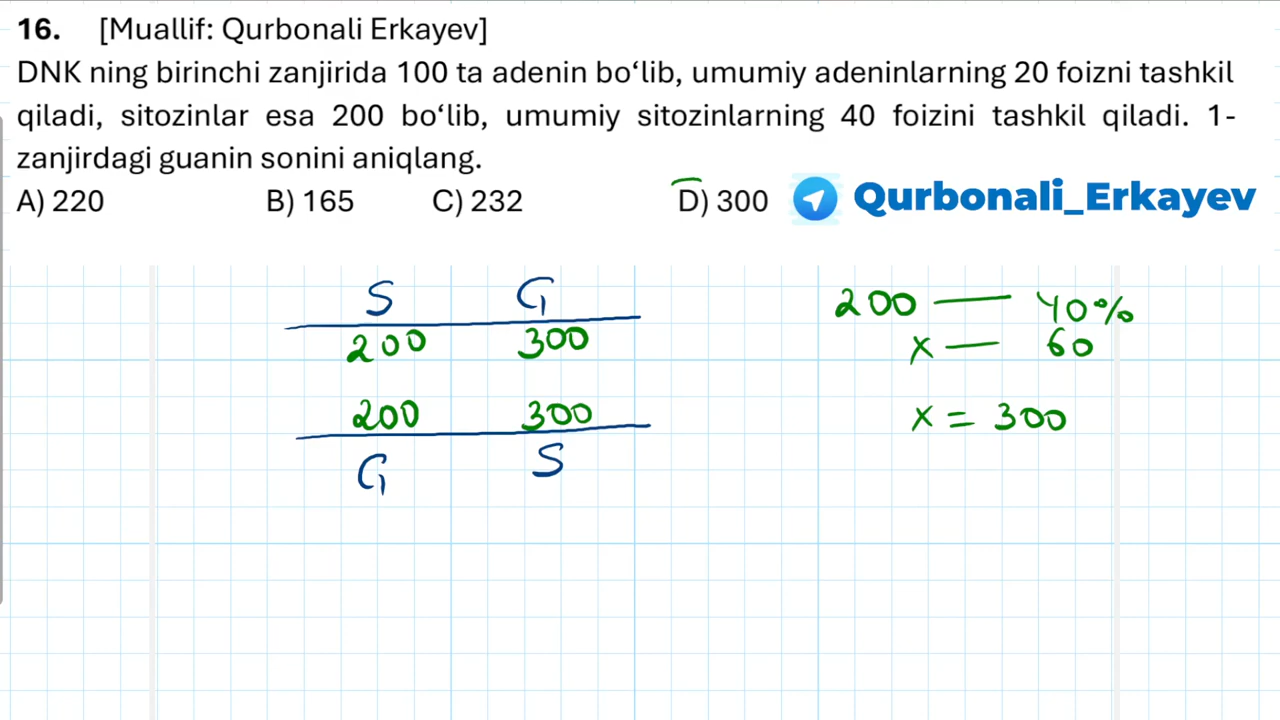 16. [Muallif: Qurbonali Erkayev]
DNK ning birinchi zanjirida 100 ta adenin bo‘lib, umumiy adeninlarning 20 foizni tashkil
qiladi, sitozinlar esa 200 bo‘lib, umumiy sitozinlarning 40 foizini tashkil qiladi. 1-
zanjirdagi guanin sonini aniqlang.
A) 220 B) 165 C) 232 D) 300 Qurbonali_Erkayev
S G 200 — 40%
200 300 x — 60
200 300 x = 300
G S